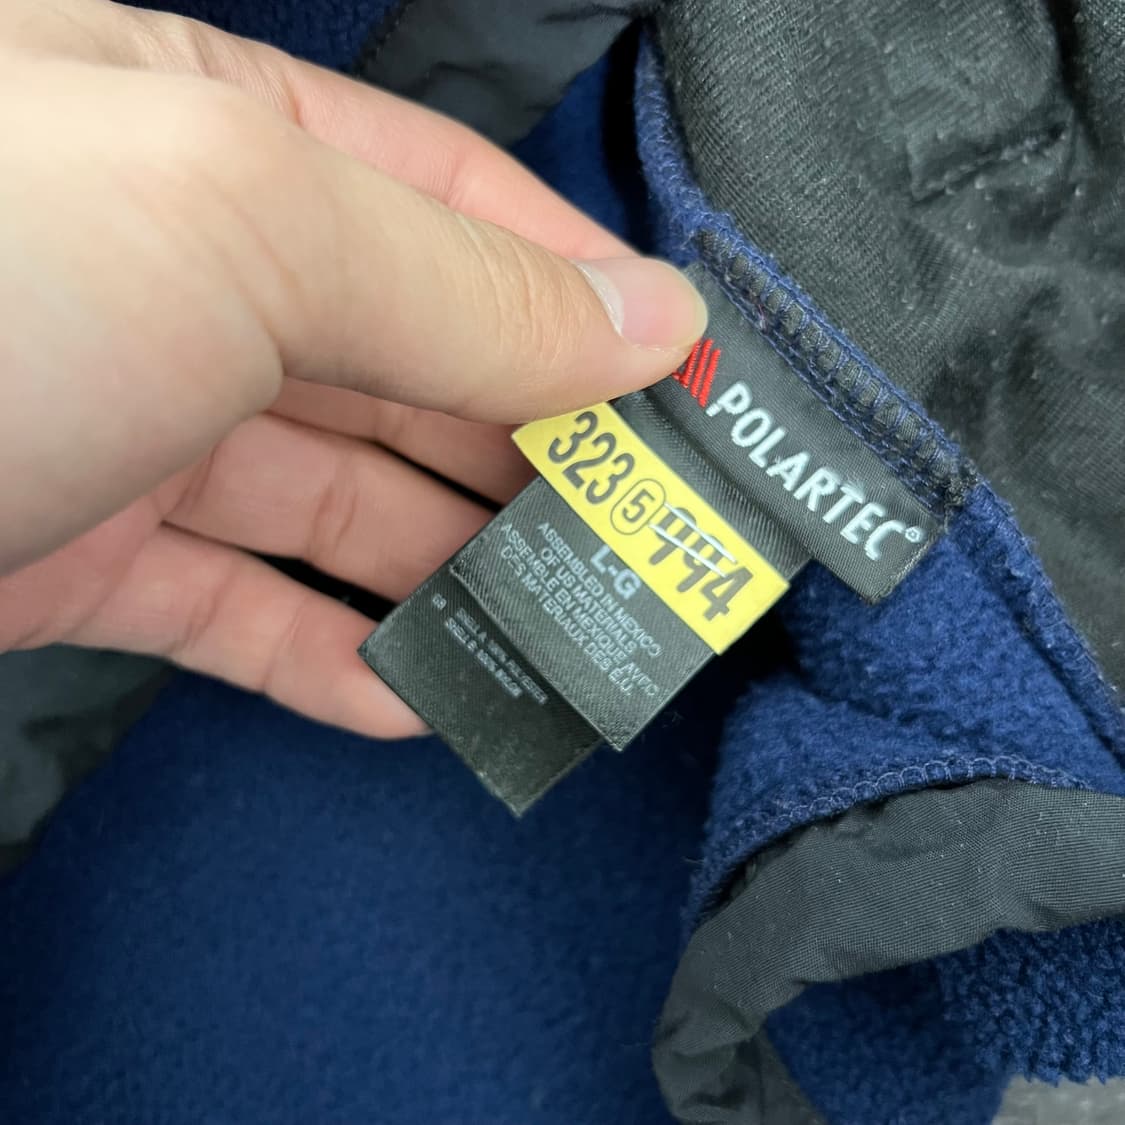 POLARTEC®
323 5 994
L-G
ASSEMBLED IN MEXICO
OF US MATERIALS
ASSEMBLE EN MEXIQUE AVEC
DES MATERIAUX DES E.U.